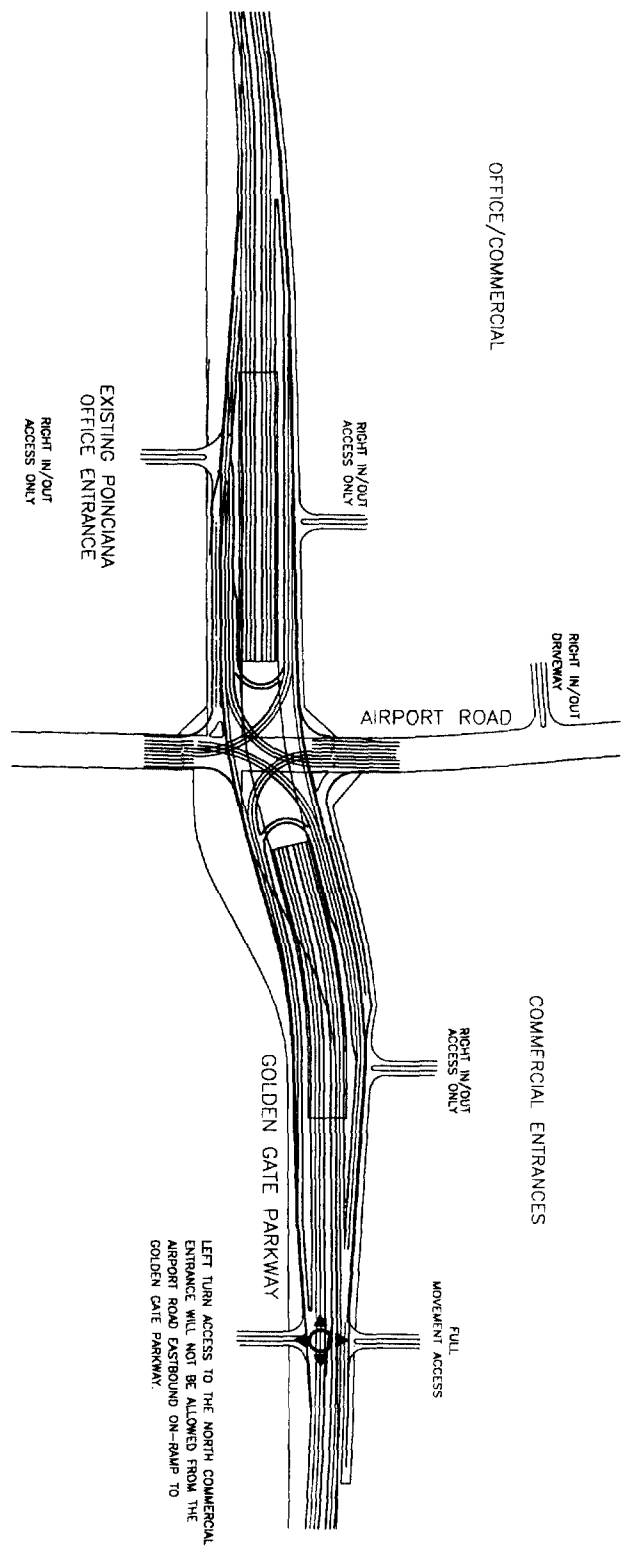 OFFICE/COMMERCIAL
EXISTING POINCIANA
OFFICE ENTRANCE
RIGHT IN/OUT
ACCESS ONLY
RIGHT IN/OUT
ACCESS ONLY
RIGHT IN/OUT
DRIVEWAY
AIRPORT ROAD
COMMERCIAL ENTRANCES
RIGHT IN/OUT
ACCESS ONLY
GOLDEN GATE PARKWAY
FULL
MOVEMENT ACCESS
LEFT TURN ACCESS TO THE NORTH COMMERCIAL
ENTRANCE WILL NOT BE ALLOWED FROM THE
AIRPORT ROAD EASTBOUND ON-RAMP TO
GOLDEN GATE PARKWAY.